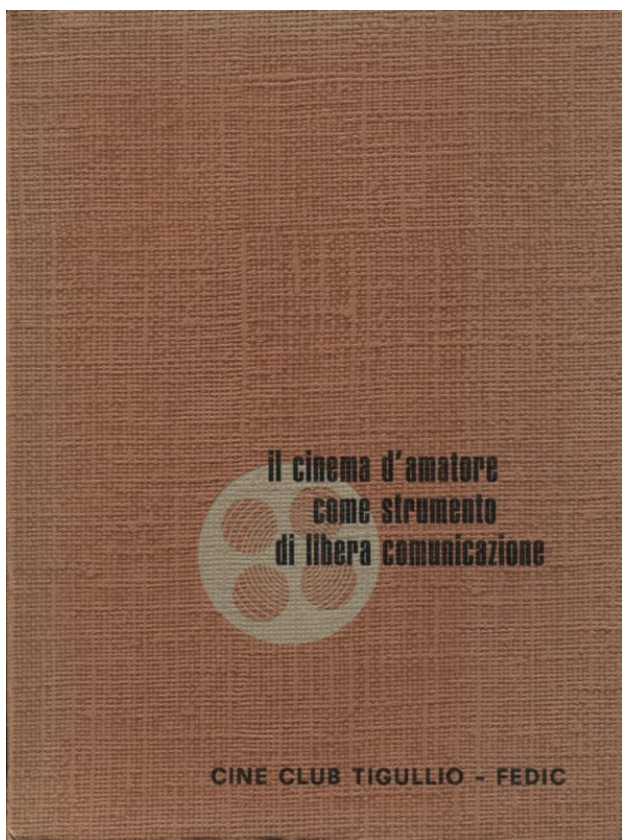 il cinema d'amatore
come strumento
di libera comunicazione
CINE CLUB TIGULLIO - FEDIC